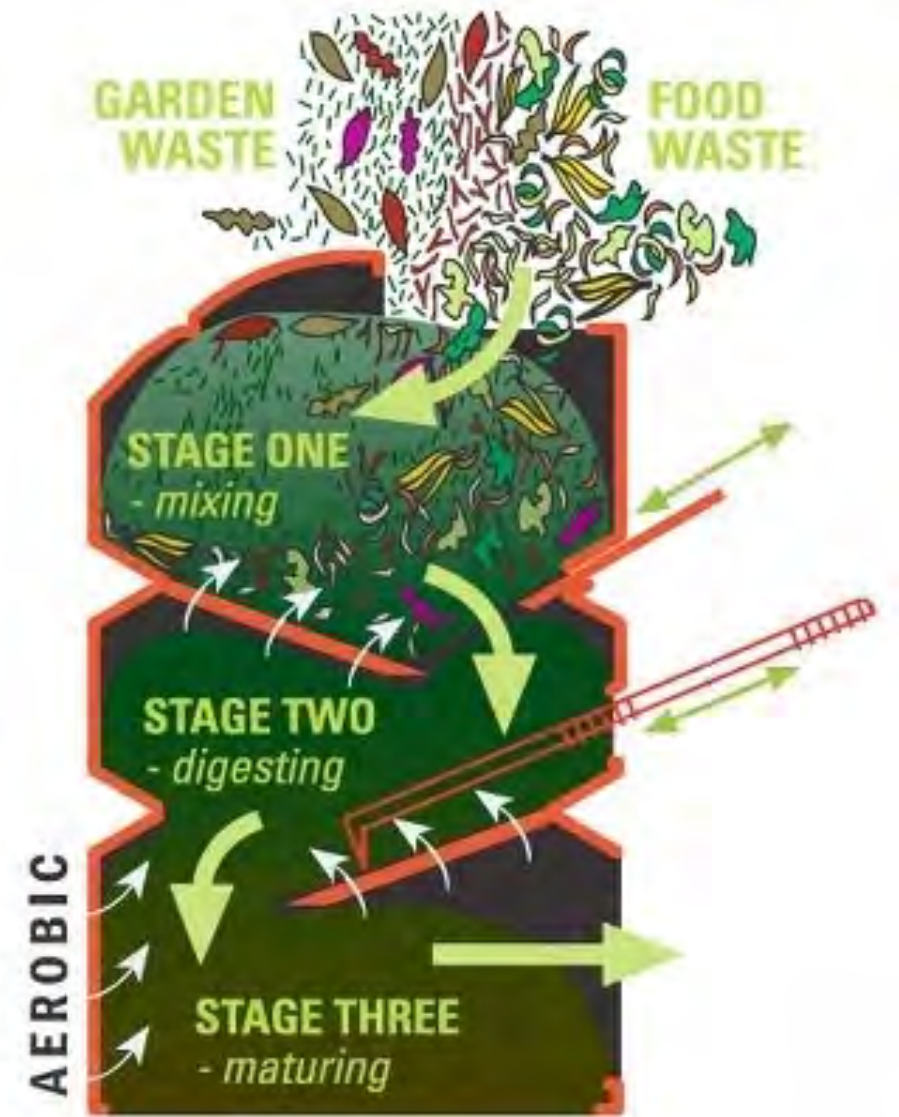 GARDEN
WASTE
FOOD
WASTE
STAGE ONE
- mixing
STAGE TWO
- digesting
AEROBIC
STAGE THREE
- maturing